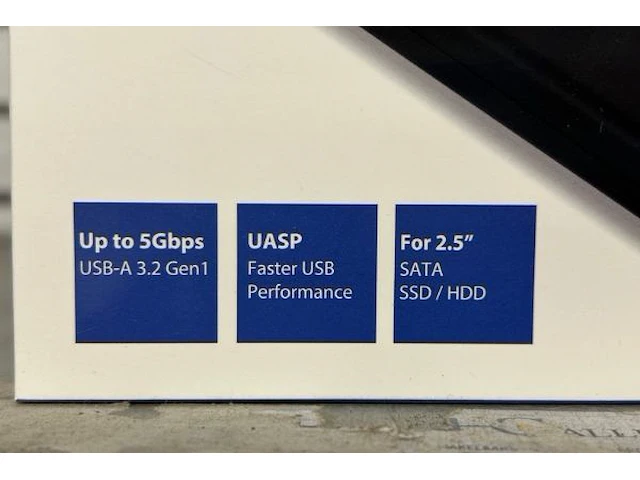 Up to 5Gbps
USB-A 3.2 Gen1
UASP
Faster USB
Performance
For 2.5”
SATA
SSD / HDD